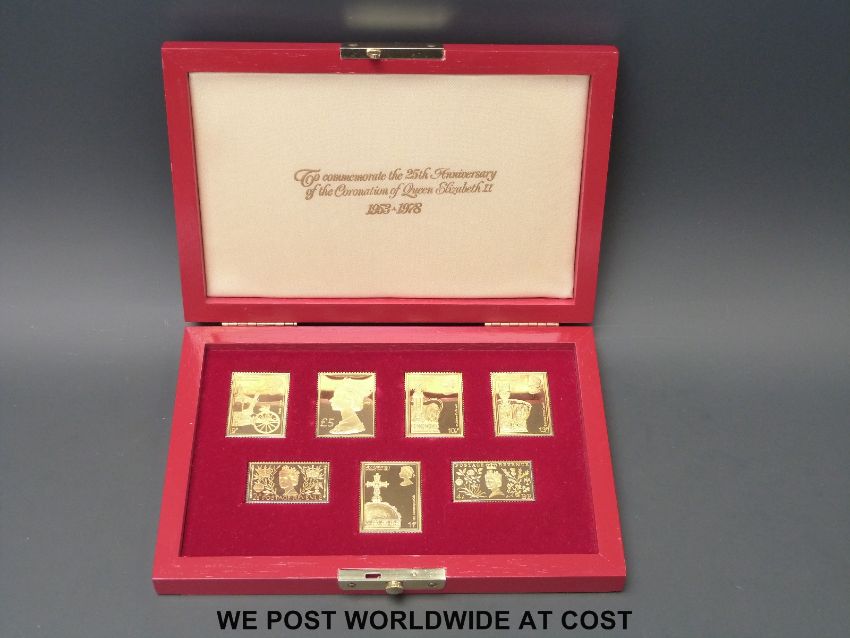 To commemorate the 25th Anniversary
of the Coronation of Queen Elizabeth II
1953-1978
£5
WE POST WORLDWIDE AT COST